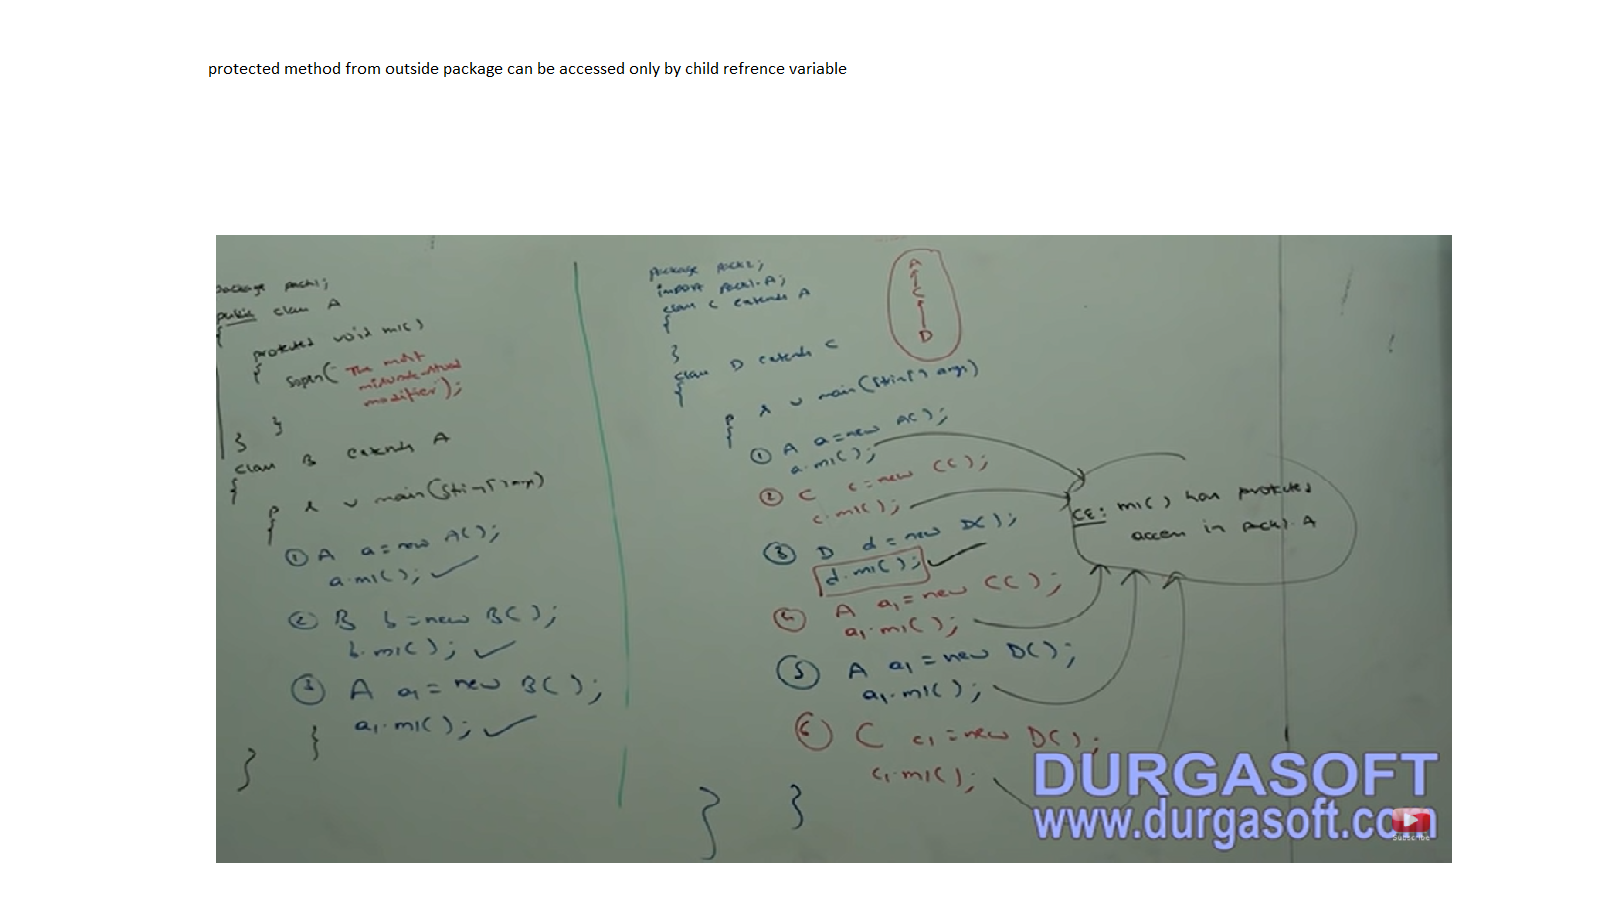 protected method from outside package can be accessed only by child refrence variable
package pack1;
public class A
{
protected void m1()
{
Sopln("The most
misunderstood
modifier");
}
}
class B extends A
{
p s v main(String[] args)
{
① A a = new A();
a.m1(); ✓
② B b = new B();
b.m1(); ✓
③ A a1 = new B();
a1.m1(); ✓
}
}
package pack2;
import pack1.A;
class C extends A
{
}
class D extends C
{
p s v main(String[] args)
{
① A a = new A();
a.m1();
② C c = new C();
c.m1();
③ D d = new D();
d.m1(); ✓
④ A a1 = new C();
a1.m1();
⑤ A a1 = new D();
a1.m1();
⑥ C c1 = new D();
c1.m1();
}
}
A
C
D
CE: m1() has protected
access in pack1.A
DURGASOFT
www.durgasoft.com
SUBSCRIBE